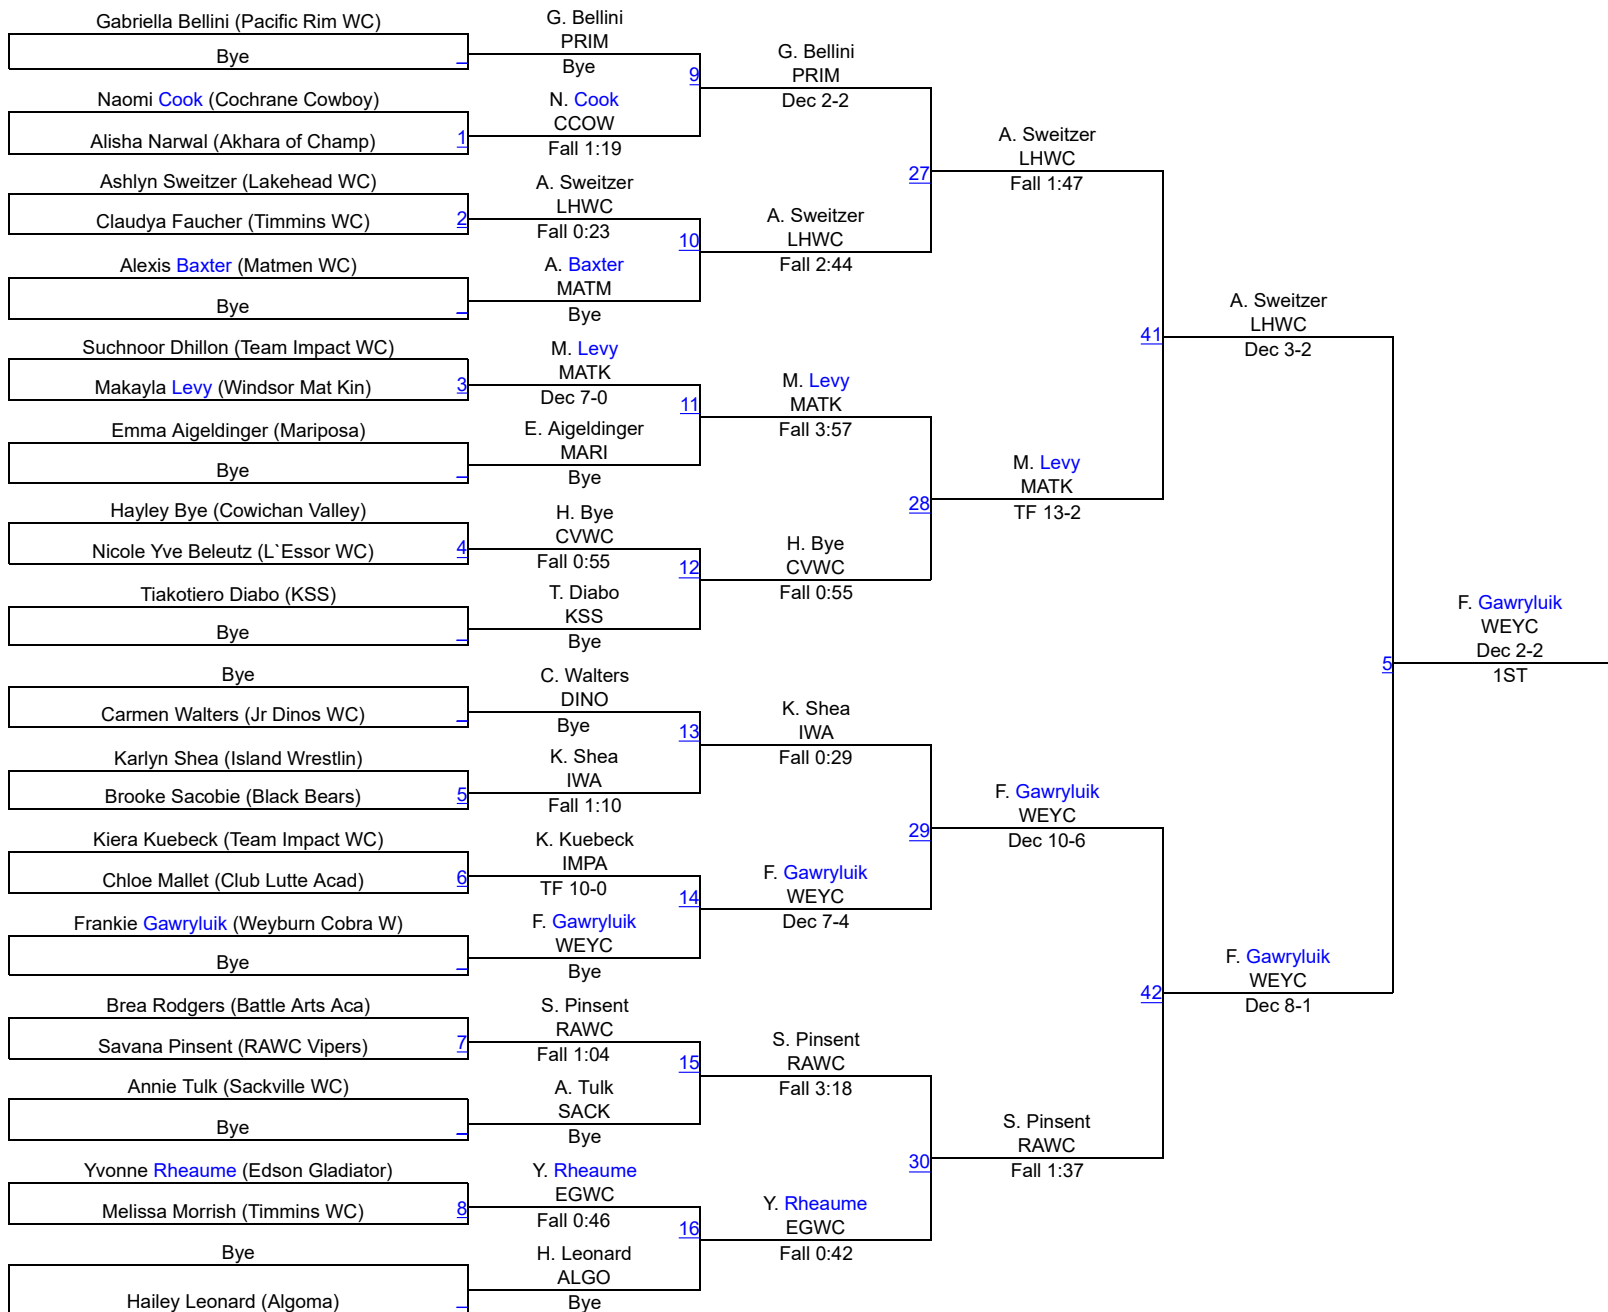 Gabriella Bellini (Pacific Rim WC)
Bye
Naomi Cook (Cochrane Cowboy)
Alisha Narwal (Akhara of Champ)
1
Ashlyn Sweitzer (Lakehead WC)
Claudya Faucher (Timmins WC)
2
Alexis Baxter (Matmen WC)
Bye
Suchnoor Dhillon (Team Impact WC)
Makayla Levy (Windsor Mat Kin)
3
Emma Aigeldinger (Mariposa)
Bye
Hayley Bye (Cowichan Valley)
Nicole Yve Beleutz (L`Essor WC)
4
Tiakotiero Diabo (KSS)
Bye
Bye
Carmen Walters (Jr Dinos WC)
Karlyn Shea (Island Wrestlin)
Brooke Sacobie (Black Bears)
5
Kiera Kuebeck (Team Impact WC)
Chloe Mallet (Club Lutte Acad)
6
Frankie Gawryluik (Weyburn Cobra W)
Bye
Brea Rodgers (Battle Arts Aca)
Savana Pinsent (RAWC Vipers)
7
Annie Tulk (Sackville WC)
Bye
Yvonne Rheaume (Edson Gladiator)
Melissa Morrish (Timmins WC)
8
Bye
Hailey Leonard (Algoma)
G. Bellini
PRIM
Bye
9
N. Cook
CCOW
Fall 1:19
A. Sweitzer
LHWC
Fall 0:23
10
A. Baxter
MATM
Bye
M. Levy
MATK
Dec 7-0
11
E. Aigeldinger
MARI
Bye
H. Bye
CVWC
Fall 0:55
12
T. Diabo
KSS
Bye
C. Walters
DINO
Bye
13
K. Shea
IWA
Fall 1:10
K. Kuebeck
IMPA
TF 10-0
14
F. Gawryluik
WEYC
Bye
S. Pinsent
RAWC
Fall 1:04
15
A. Tulk
SACK
Bye
Y. Rheaume
EGWC
Fall 0:46
16
H. Leonard
ALGO
Bye
G. Bellini
PRIM
Dec 2-2
27
A. Sweitzer
LHWC
Fall 2:44
M. Levy
MATK
Fall 3:57
28
H. Bye
CVWC
Fall 0:55
K. Shea
IWA
Fall 0:29
29
F. Gawryluik
WEYC
Dec 7-4
S. Pinsent
RAWC
Fall 3:18
30
Y. Rheaume
EGWC
Fall 0:42
A. Sweitzer
LHWC
Fall 1:47
41
M. Levy
MATK
TF 13-2
F. Gawryluik
WEYC
Dec 10-6
42
S. Pinsent
RAWC
Fall 1:37
A. Sweitzer
LHWC
Dec 3-2
5
F. Gawryluik
WEYC
Dec 8-1
F. Gawryluik
WEYC
Dec 2-2
1ST